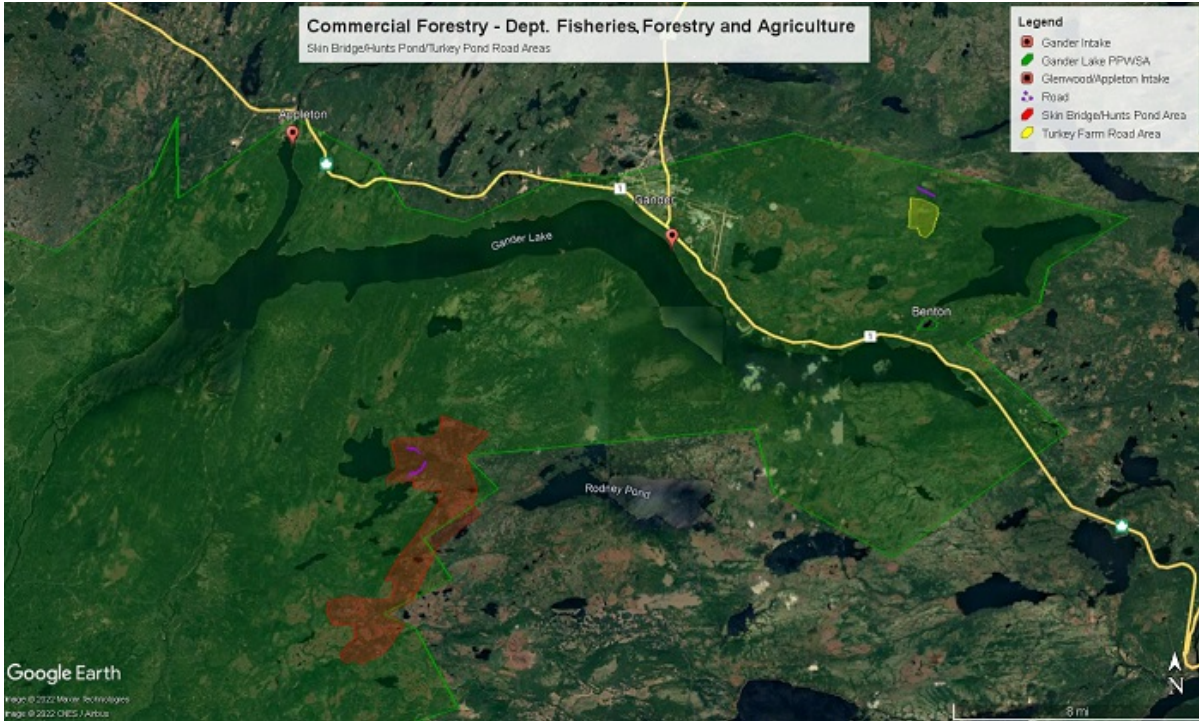 Commercial Forestry - Dept. Fisheries, Forestry and Agriculture
Skin Bridge/Hunts Pond/Turkey Pond Road Areas
Legend
Gander Intake
Gander Lake PPWSA
Glenwood/Appleton Intake
Road
Skin Bridge/Hunts Pond Area
Turkey Farm Road Area
Appleton
1
Gander
Gander Lake
Benton
1
Rodney Pond
Google Earth
Image © 2022 Maxar Technologies
Image © 2022 CNES / Airbus
N
8 mi